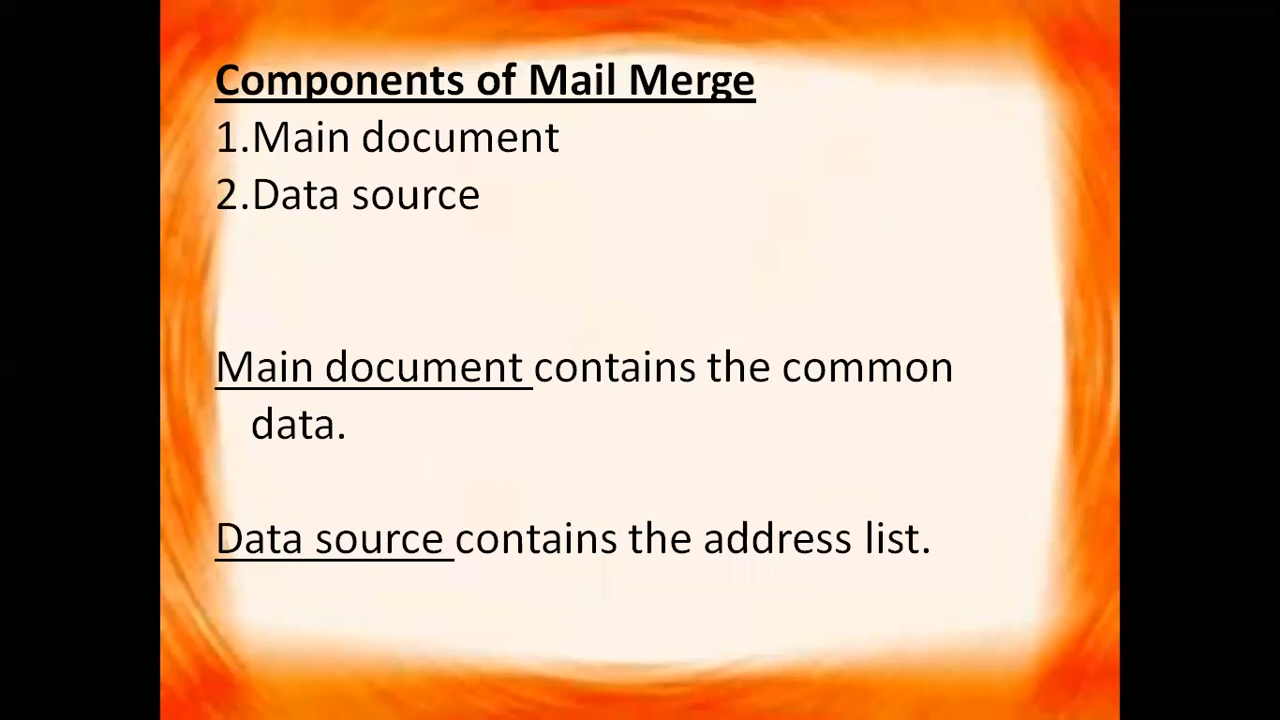 Components of Mail Merge
1.Main document
2.Data source
Main document contains the common
data.
Data source contains the address list.